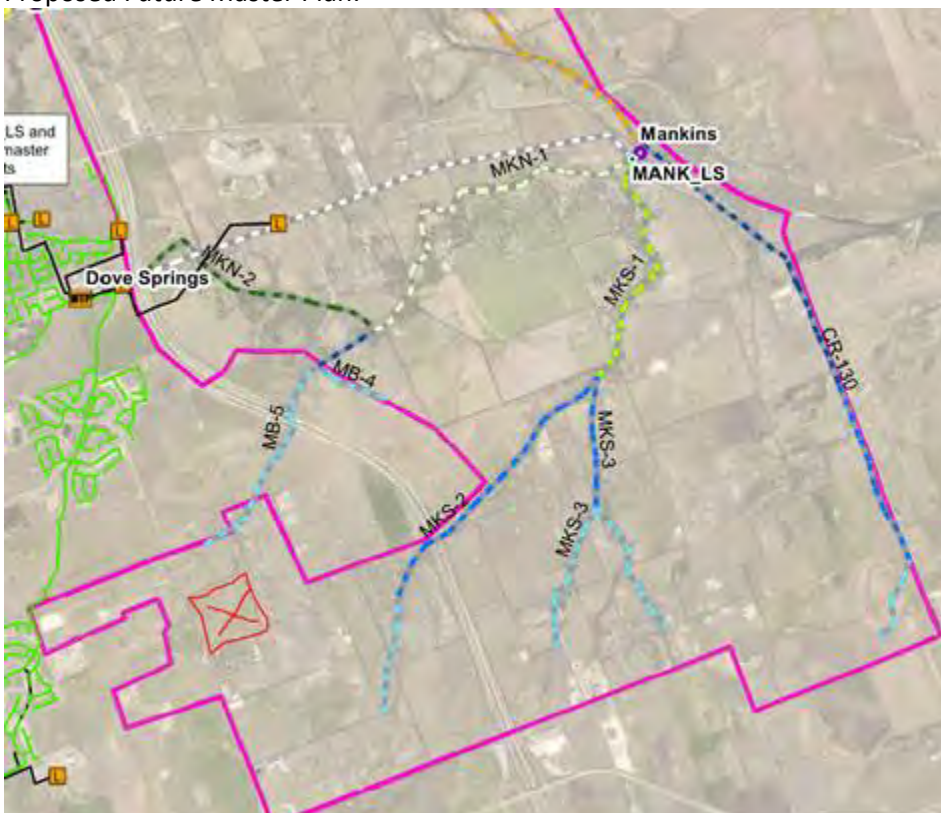 Proposed Future Master Plan:
LS and
master
ts
Mankins
MANK_LS
MKN-1
L
L
L
L
MKN-2
Dove Springs
MKS-1
MB-4
CR-130
MB-5
MKS-3
MKS-2
MKS-3
L